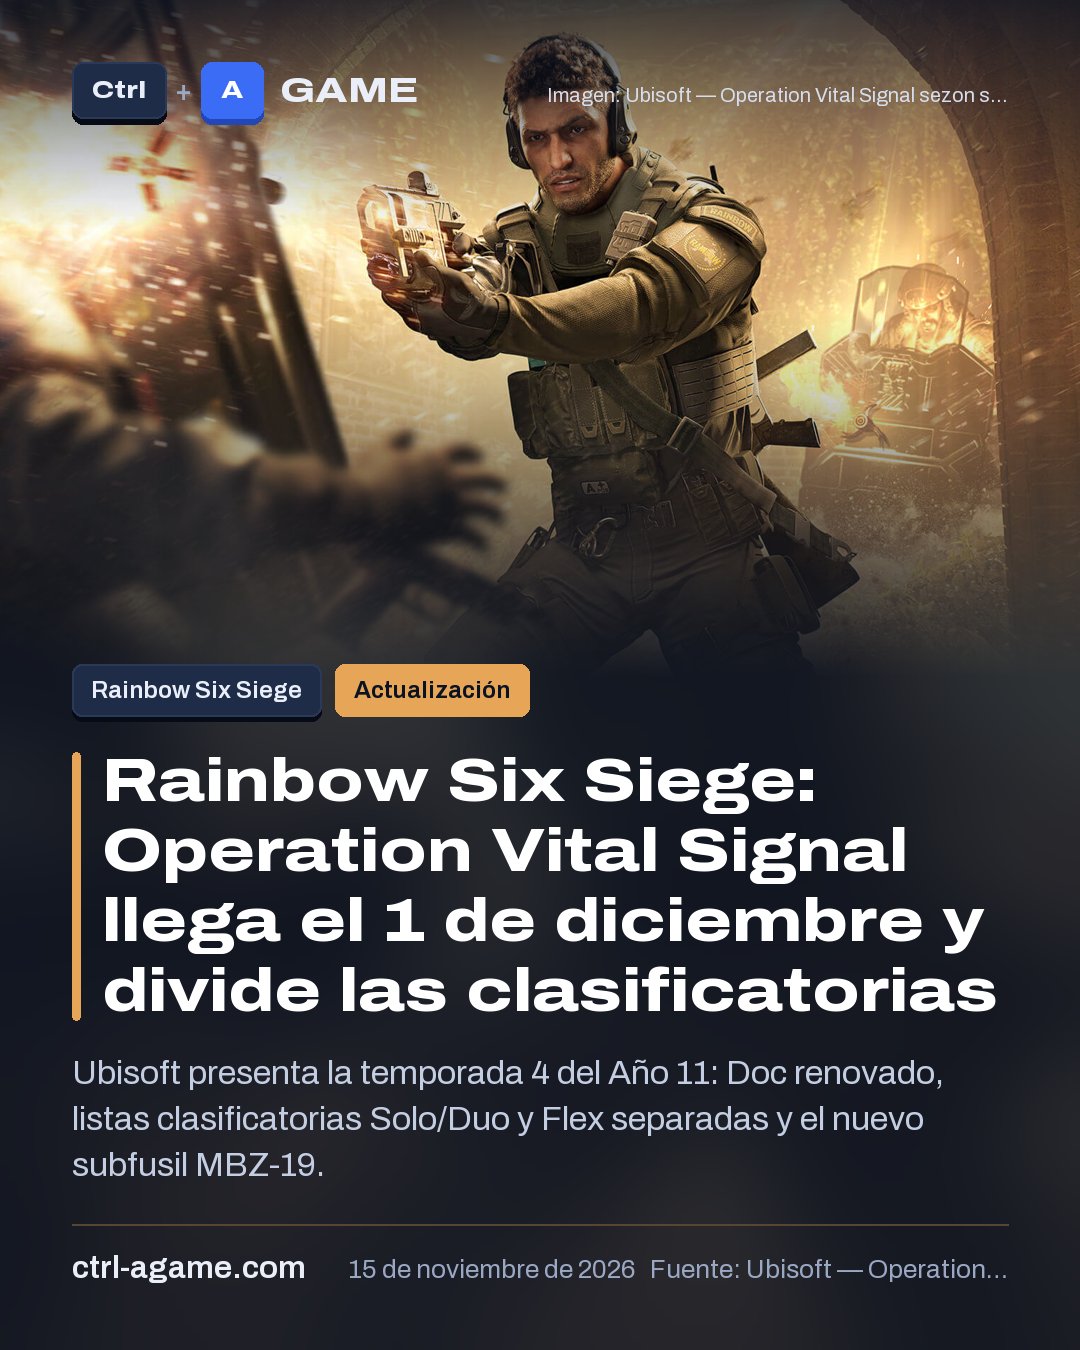 Ctrl + A GAME
Imagen: Ubisoft — Operation Vital Signal sezon s...
RAINBOW
A+
Rainbow Six Siege
Actualización
Rainbow Six Siege:
Operation Vital Signal
llega el 1 de diciembre y
divide las clasificatorias
Ubisoft presenta la temporada 4 del Año 11: Doc renovado,
listas clasificatorias Solo/Duo y Flex separadas y el nuevo
subfusil MBZ-19.
ctrl-agame.com
15 de noviembre de 2026
Fuente: Ubisoft — Operation...